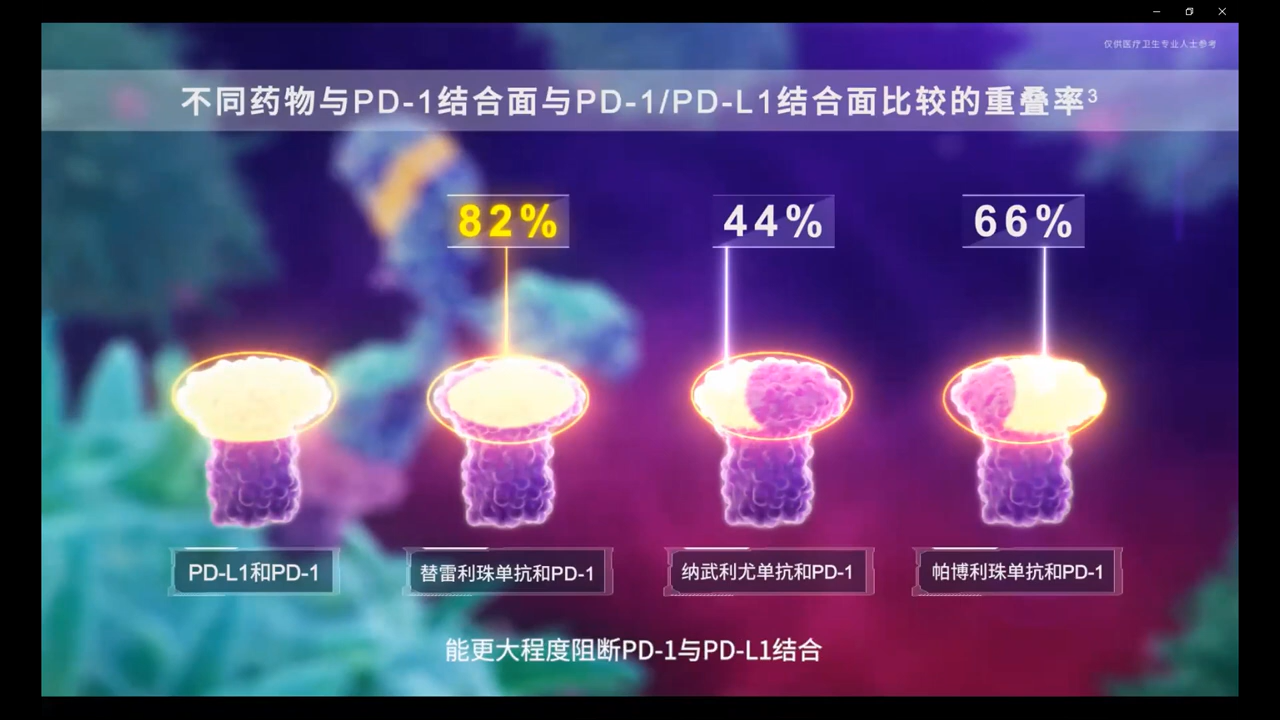 仅供医疗卫生专业人士参考
不同药物与PD-1结合面与PD-1/PD-L1结合面比较的重叠率3
82%
44%
66%
PD-L1和PD-1
替雷利珠单抗和PD-1
纳武利尤单抗和PD-1
帕博利珠单抗和PD-1
能更大程度阻断PD-1与PD-L1结合